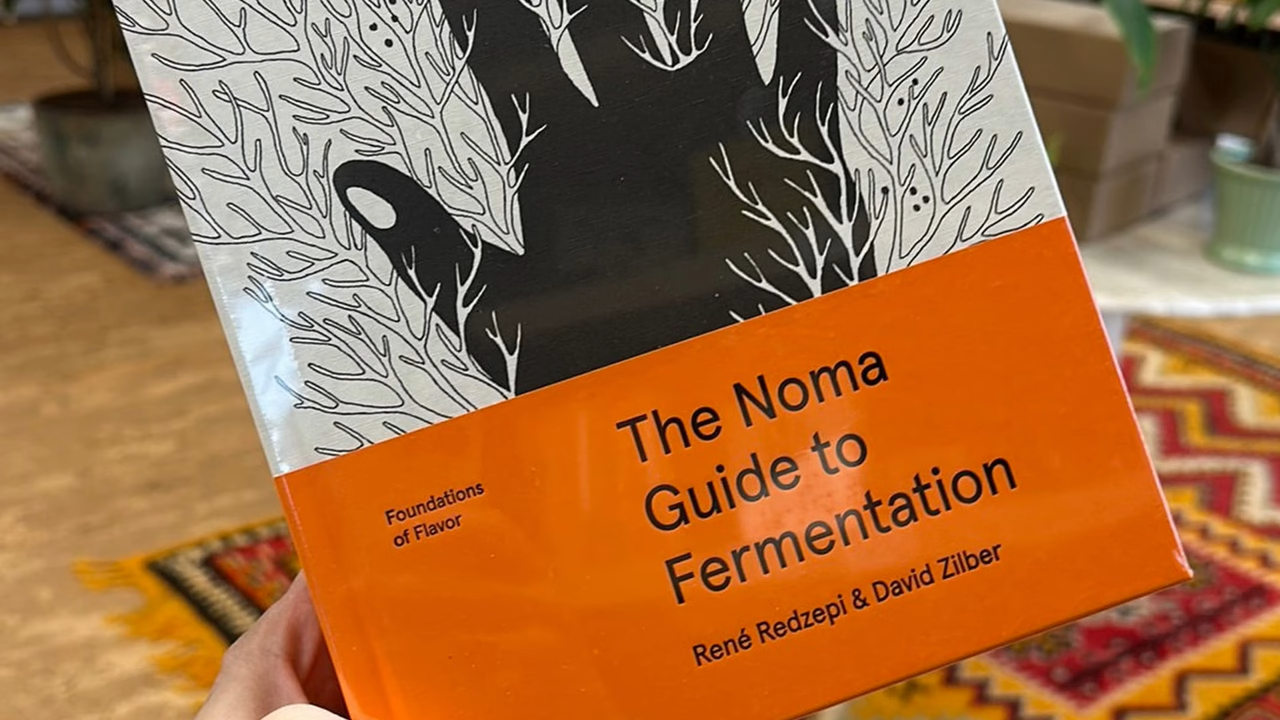 Foundations
of Flavor
The Noma
Guide to
Fermentation
René Redzepi & David Zilber